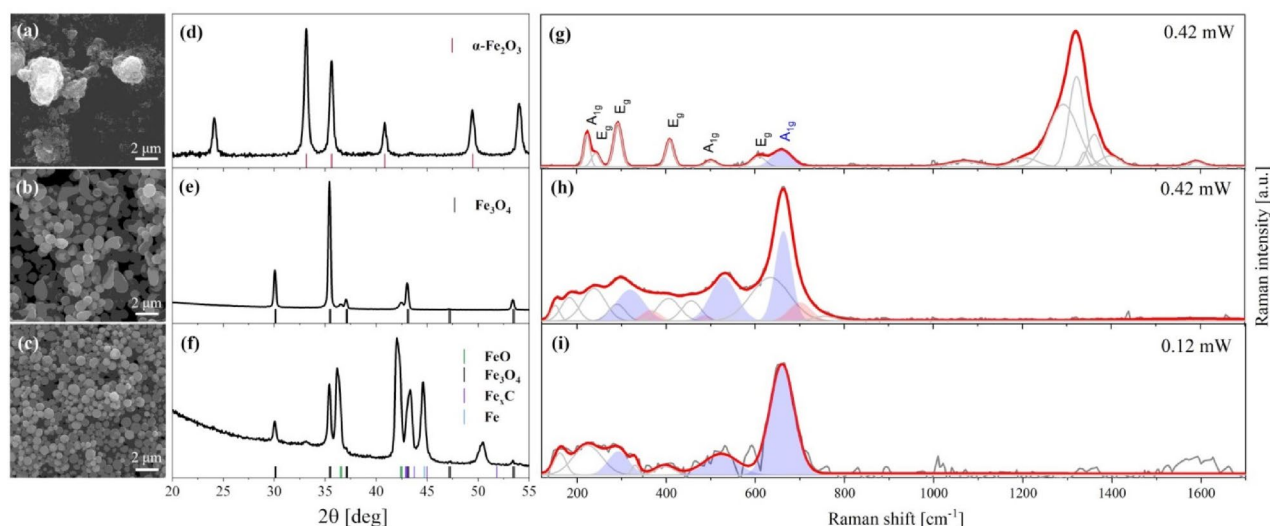 (a)
2 μm
(b)
2 μm
(c)
2 μm
(d)
α-Fe₂O₃
(e)
Fe₃O₄
(f)
FeO
Fe₃O₄
FeₓC
Fe
20 25 30 35 40 45 50 55
2θ [deg]
(g)
0.42 mW
A₁g
Eg
Eg
Eg
A₁g
Eg
A₁g
(h)
0.42 mW
(i)
0.12 mW
200 400 600 800 1000 1200 1400 1600
Raman shift [cm⁻¹]
Raman intensity [a.u.]